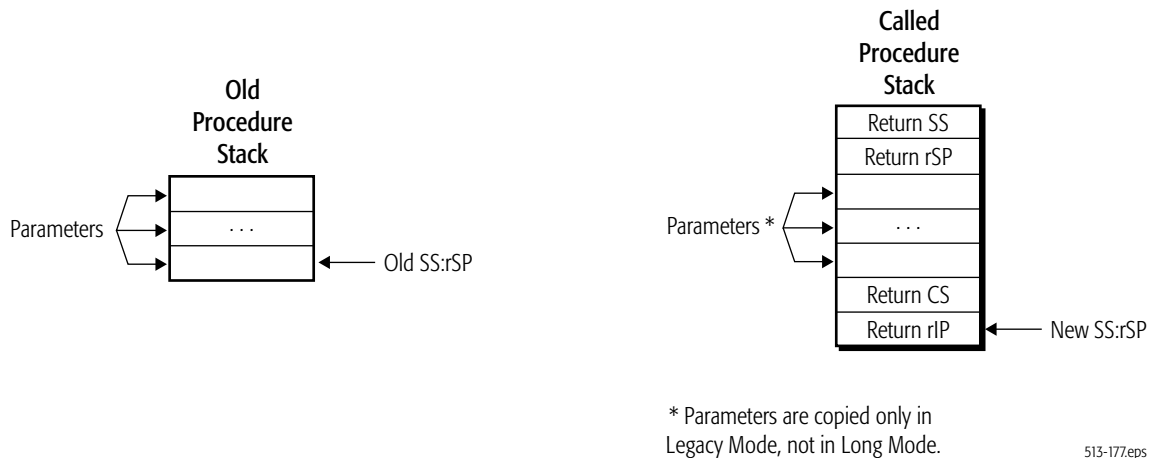 Old
Procedure
Stack
Parameters
. . .
Old SS:rSP
Called
Procedure
Stack
Return SS
Return rSP
Parameters *
. . .
Return CS
Return rIP
New SS:rSP
* Parameters are copied only in
Legacy Mode, not in Long Mode.
513-177.eps